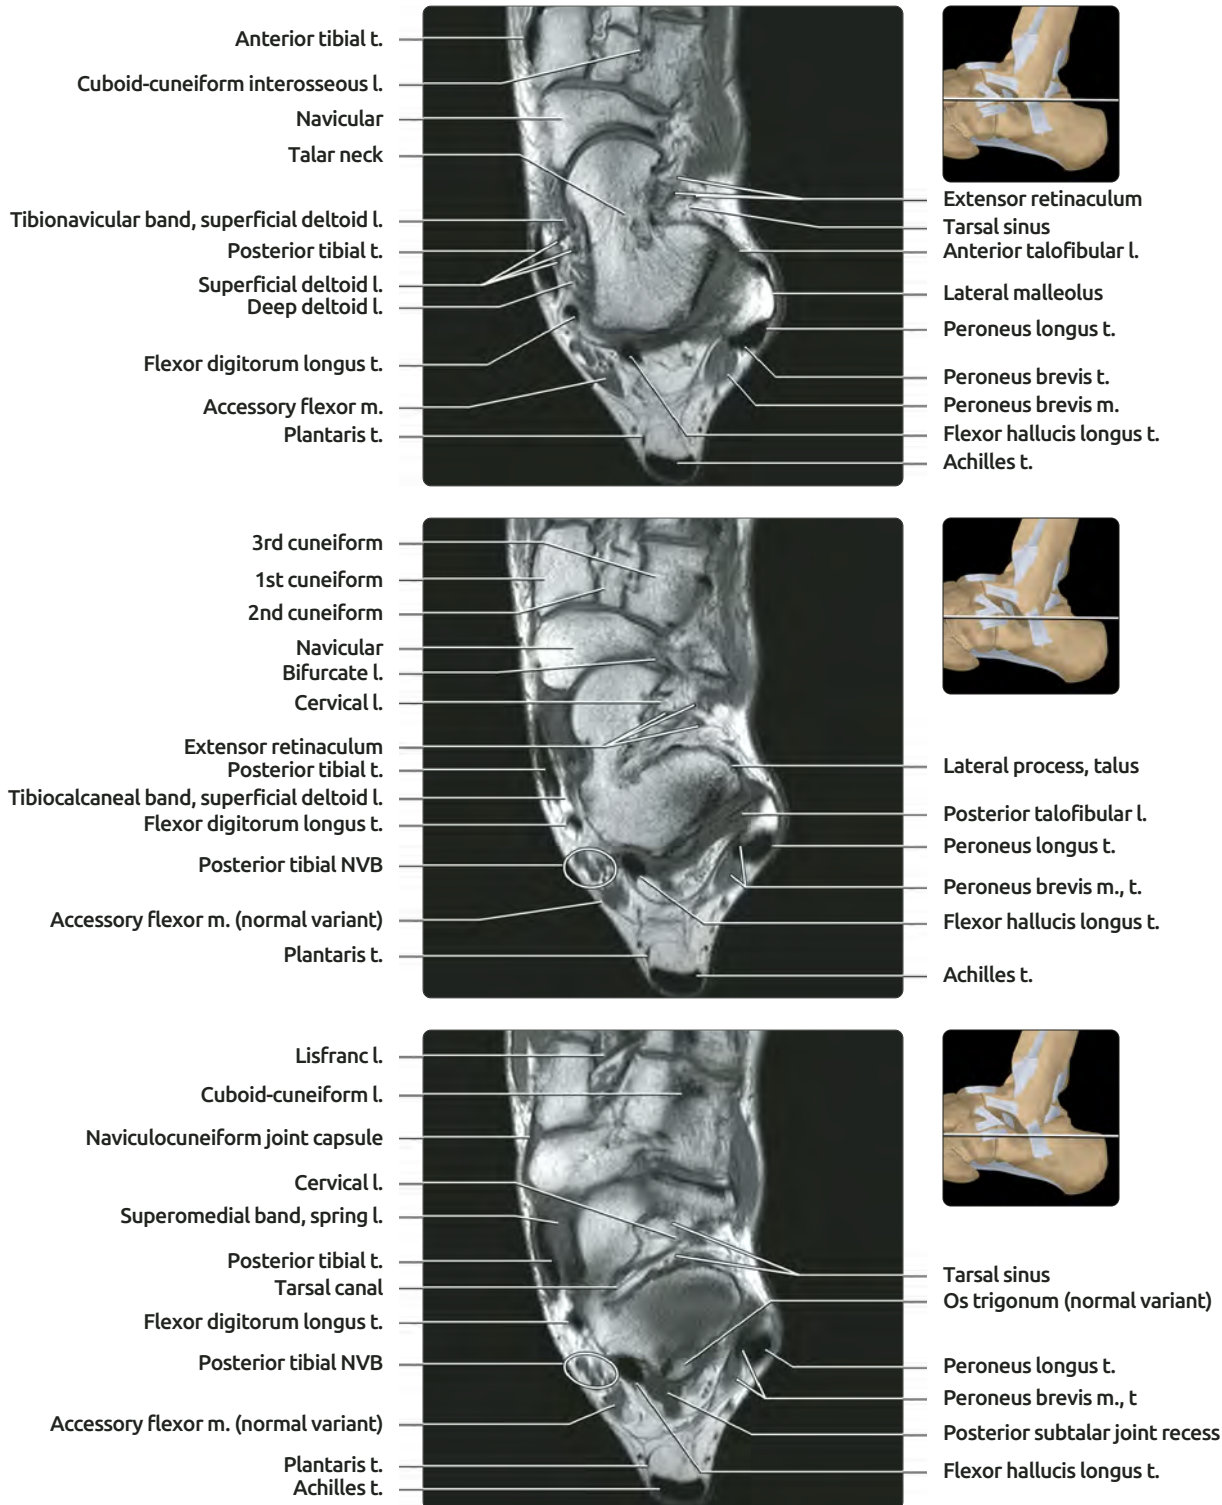 Anterior tibial t.
Cuboid-cuneiform interosseous l.
Navicular
Talar neck
Tibionavicular band, superficial deltoid l.
Posterior tibial t.
Superficial deltoid l.
Deep deltoid l.
Flexor digitorum longus t.
Accessory flexor m.
Plantaris t.
Extensor retinaculum
Tarsal sinus
Anterior talofibular l.
Lateral malleolus
Peroneus longus t.
Peroneus brevis t.
Peroneus brevis m.
Flexor hallucis longus t.
Achilles t.
3rd cuneiform
1st cuneiform
2nd cuneiform
Navicular
Bifurcate l.
Cervical l.
Extensor retinaculum
Posterior tibial t.
Tibiocalcaneal band, superficial deltoid l.
Flexor digitorum longus t.
Posterior tibial NVB
Accessory flexor m. (normal variant)
Plantaris t.
Lateral process, talus
Posterior talofibular l.
Peroneus longus t.
Peroneus brevis m., t.
Flexor hallucis longus t.
Achilles t.
Lisfranc l.
Cuboid-cuneiform l.
Naviculocuneiform joint capsule
Cervical l.
Superomedial band, spring l.
Posterior tibial t.
Tarsal canal
Flexor digitorum longus t.
Posterior tibial NVB
Accessory flexor m. (normal variant)
Plantaris t.
Achilles t.
Tarsal sinus
Os trigonum (normal variant)
Peroneus longus t.
Peroneus brevis m., t
Posterior subtalar joint recess
Flexor hallucis longus t.